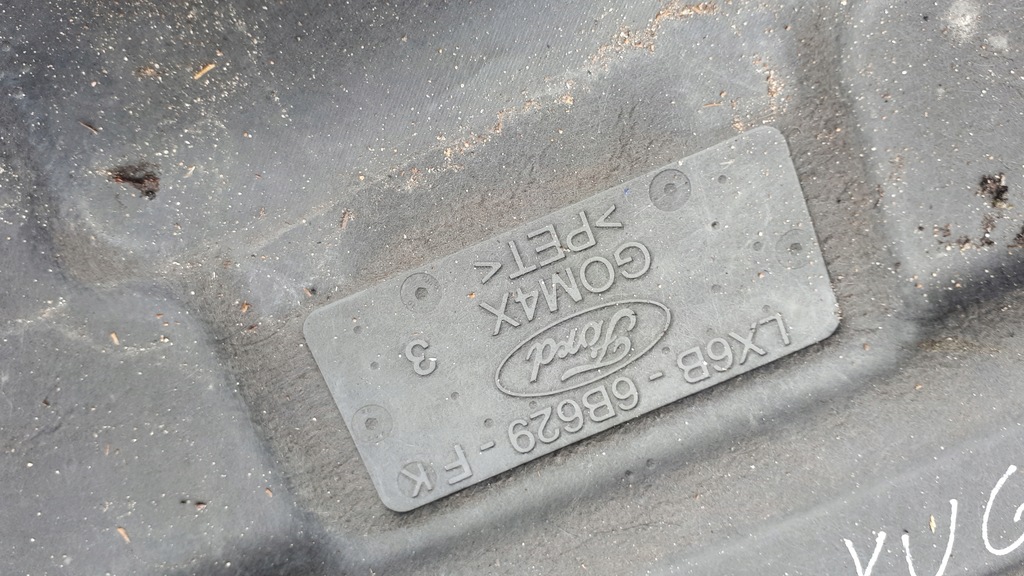 LX6B - 6B629 - FK
Ford
GOM4X
>PET<
3